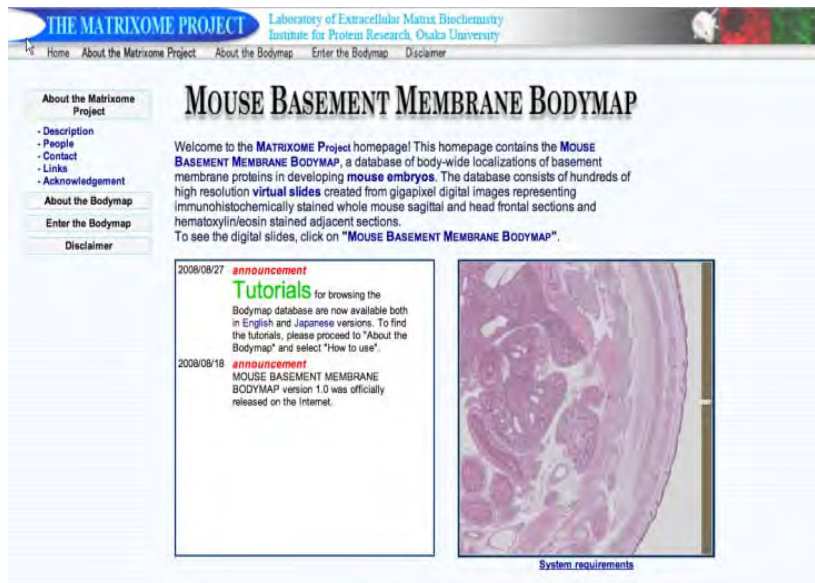 THE MATRIXOME PROJECT
Laboratory of Extracellular Matrix Biochemistry
Institute for Protein Research, Osaka University
Home About the Matrixome Project About the Bodymap Enter the Bodymap Disclaimer
About the Matrixome
Project
- Description
- People
- Contact
- Links
- Acknowledgement
About the Bodymap
Enter the Bodymap
Disclaimer
MOUSE BASEMENT MEMBRANE BODYMAP
Welcome to the MATRIXOME Project homepage! This homepage contains the MOUSE
BASEMENT MEMBRANE BODYMAP, a database of body-wide localizations of basement
membrane proteins in developing mouse embryos. The database consists of hundreds of
high resolution virtual slides created from gigapixel digital images representing
immunohistochemically stained whole mouse sagittal and head frontal sections and
hematoxylin/eosin stained adjacent sections.
To see the digital slides, click on "MOUSE BASEMENT MEMBRANE BODYMAP".
2008/08/27 announcement
Tutorials for browsing the
Bodymap database are now available both
in English and Japanese versions. To find
the tutorials, please proceed to "About the
Bodymap" and select "How to use".
2008/08/18 announcement
MOUSE BASEMENT MEMBRANE
BODYMAP version 1.0 was officially
released on the Internet.
System requirements